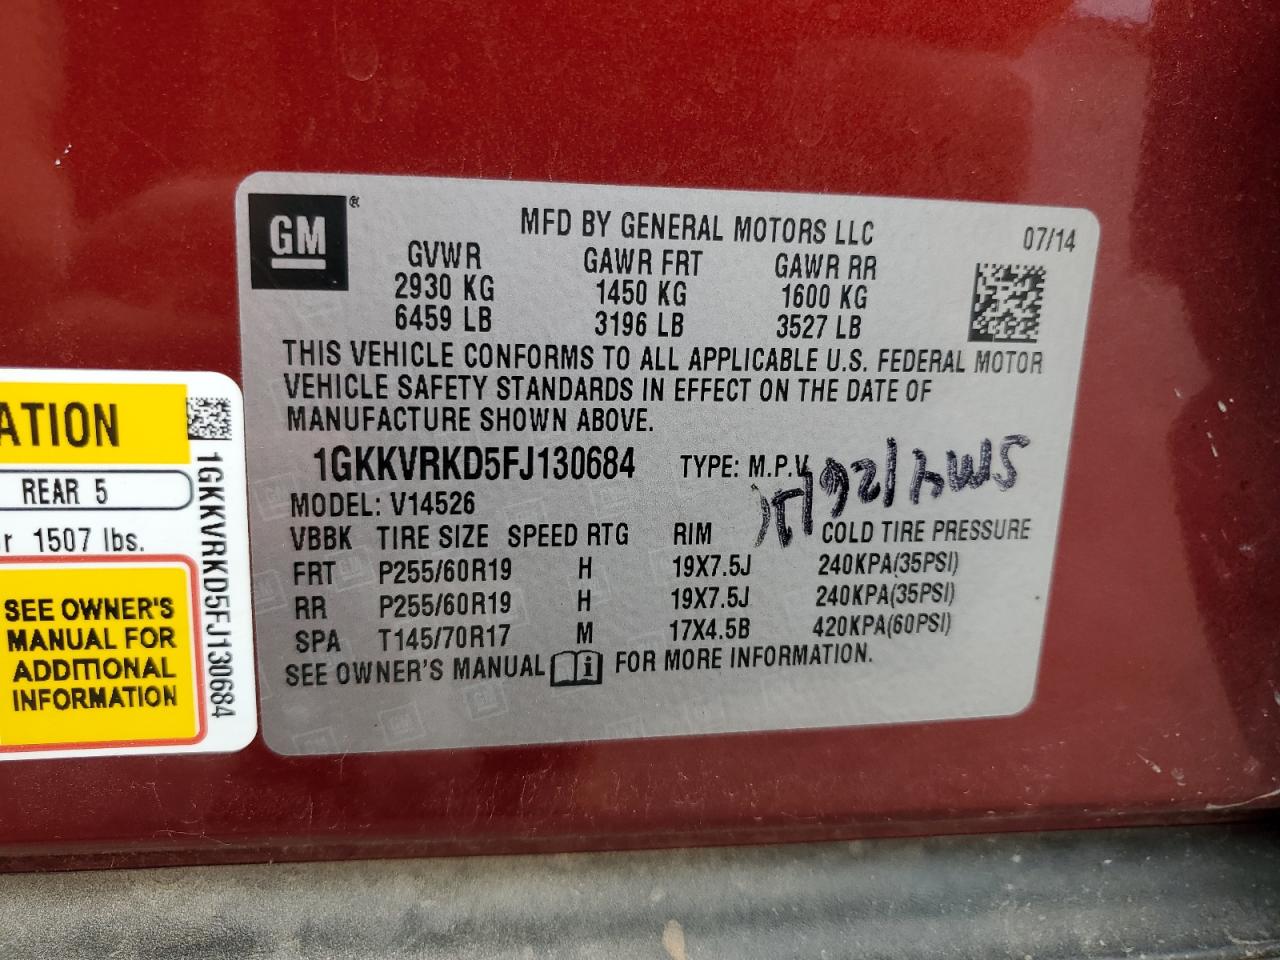 GM ®
MFD BY GENERAL MOTORS LLC
07/14
GVWR GAWR FRT GAWR RR
2930 KG 1450 KG 1600 KG
6459 LB 3196 LB 3527 LB
THIS VEHICLE CONFORMS TO ALL APPLICABLE U.S. FEDERAL MOTOR
VEHICLE SAFETY STANDARDS IN EFFECT ON THE DATE OF
MANUFACTURE SHOWN ABOVE.
1GKKVRKD5FJ130684 TYPE: M.P.V.
MODEL: V14526
VBBK TIRE SIZE SPEED RTG RIM COLD TIRE PRESSURE
FRT P255/60R19 H 19X7.5J 240KPA(35PSI)
RR P255/60R19 H 19X7.5J 240KPA(35PSI)
SPA T145/70R17 M 17X4.5B 420KPA(60PSI)
SEE OWNER'S MANUAL i FOR MORE INFORMATION.
ATION
REAR 5
r 1507 lbs.
SEE OWNER'S
MANUAL FOR
ADDITIONAL
INFORMATION
1GKKVRKD5FJ130684